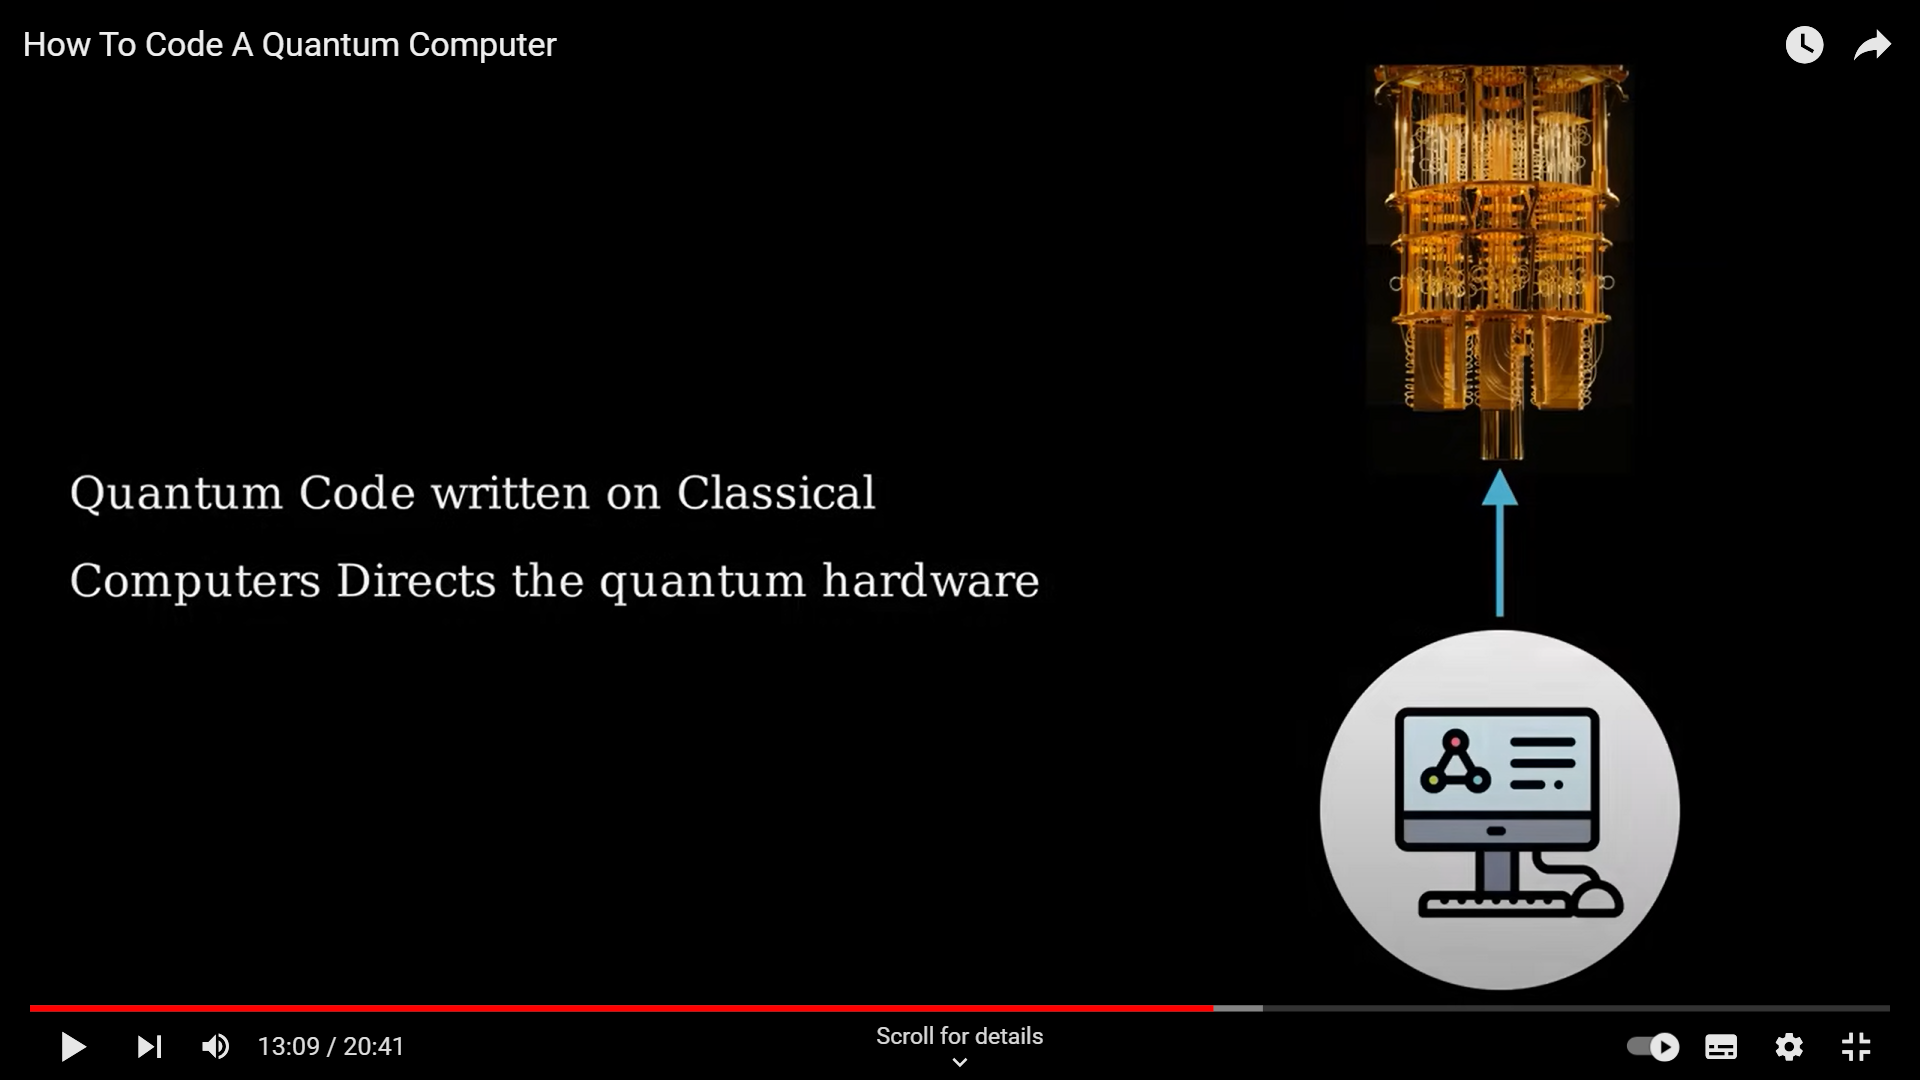 How To Code A Quantum Computer
Quantum Code written on Classical
Computers Directs the quantum hardware
Scroll for details
13:09 / 20:41